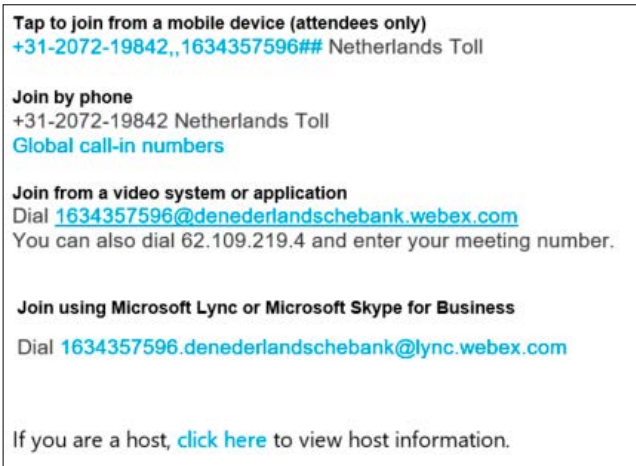 Tap to join from a mobile device (attendees only)
+31-2072-19842,,1634357596## Netherlands Toll
Join by phone
+31-2072-19842 Netherlands Toll
Global call-in numbers
Join from a video system or application
Dial 1634357596@denederlandschebank.webex.com
You can also dial 62.109.219.4 and enter your meeting number.
Join using Microsoft Lync or Microsoft Skype for Business
Dial 1634357596.denederlandschebank@lync.webex.com
If you are a host, click here to view host information.